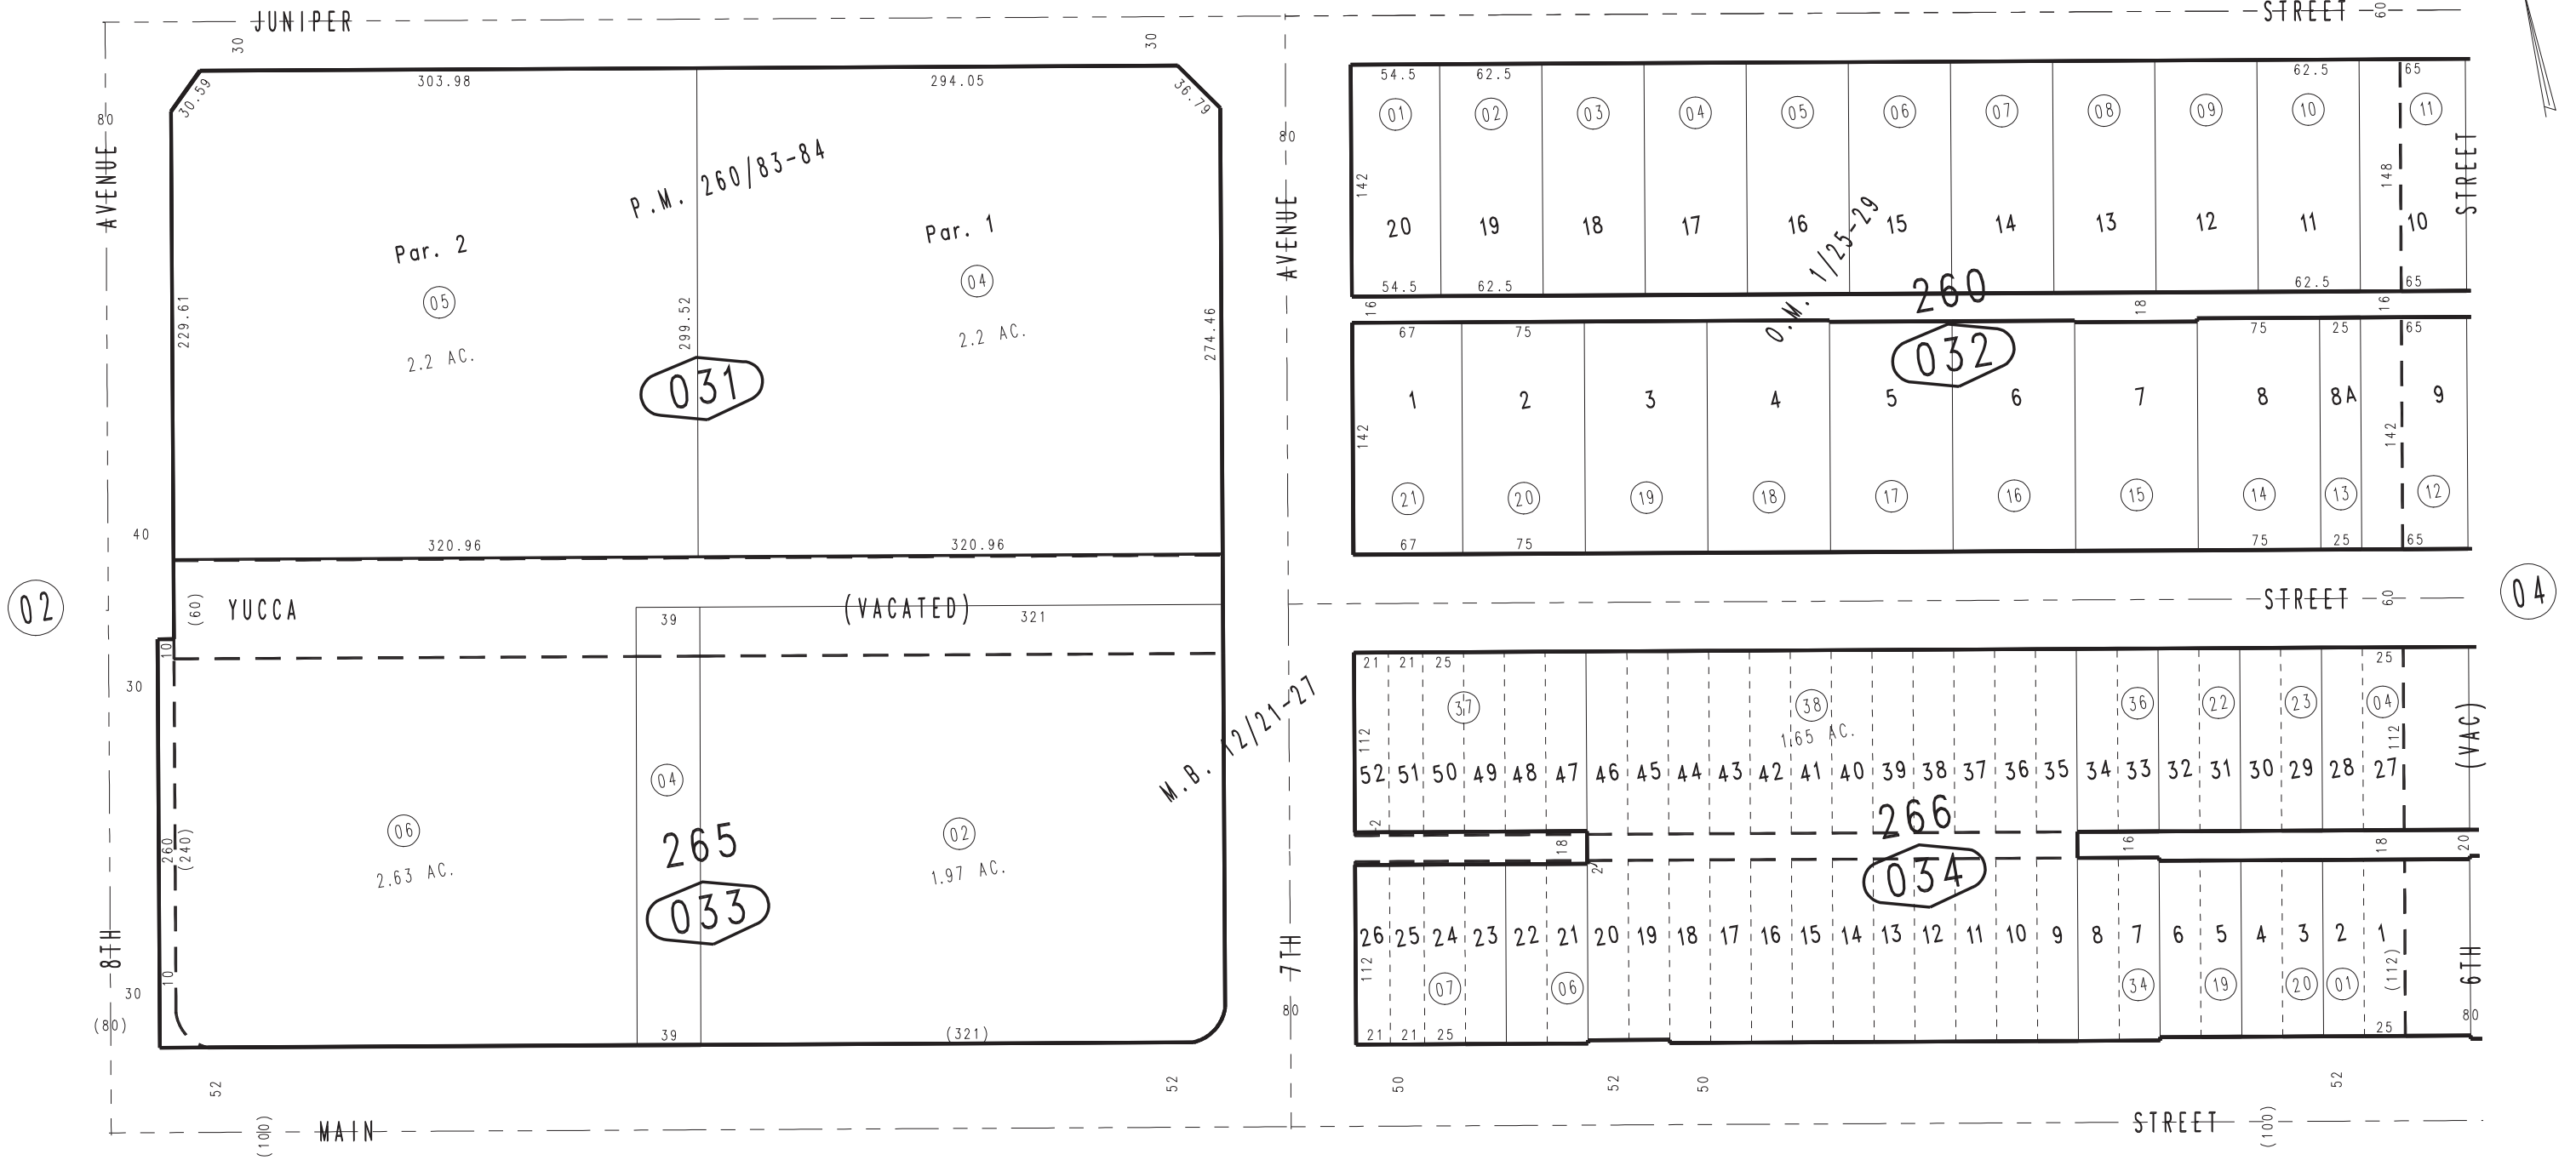 JUNIPER STREET 60
30 30
303.98 294.05
30.59 36.79
80 AVENUE
P.M. 260/83-84
Par. 2 Par. 1
05 04
2.2 AC. 2.2 AC.
229.61 299.52 274.46
031
320.96 320.96
80 AVENUE
54.5 62.5 62.5 65
01 02 03 04 05 06 07 08 09 10 11
142 148 STREET
20 19 18 17 16 15 14 13 12 11 10
O.M. 1/25-29
54.5 62.5 62.5 65
16 260 18 16
032
67 75 75 25 65
1 2 3 4 5 6 7 8 8A 9
142 142
21 20 19 18 17 16 15 14 13 12
67 75 75 25 65
40
02 (60) YUCCA (VACATED) STREET 60 04
39 321
10
30
M.B. 12/21-27
04
06 265 02
2.63 AC. 1.97 AC.
260 (240)
033
8TH
10
30
(80)
39 (321)
21 21 25 25
37 38 36 22 23 04
1.65 AC.
112 112 (VAC)
52 51 50 49 48 47 46 45 44 43 42 41 40 39 38 37 36 35 34 33 32 31 30 29 28 27
2 266
18 16 18 20
2
034
26 25 24 23 22 21 20 19 18 17 16 15 14 13 12 11 10 9 8 7 6 5 4 3 2 1
112 (112)
7TH 6TH
07 06 34 19 20 01
80 80
21 21 25 25
52 52 50 52 50 52
(100) MAIN STREET (100)